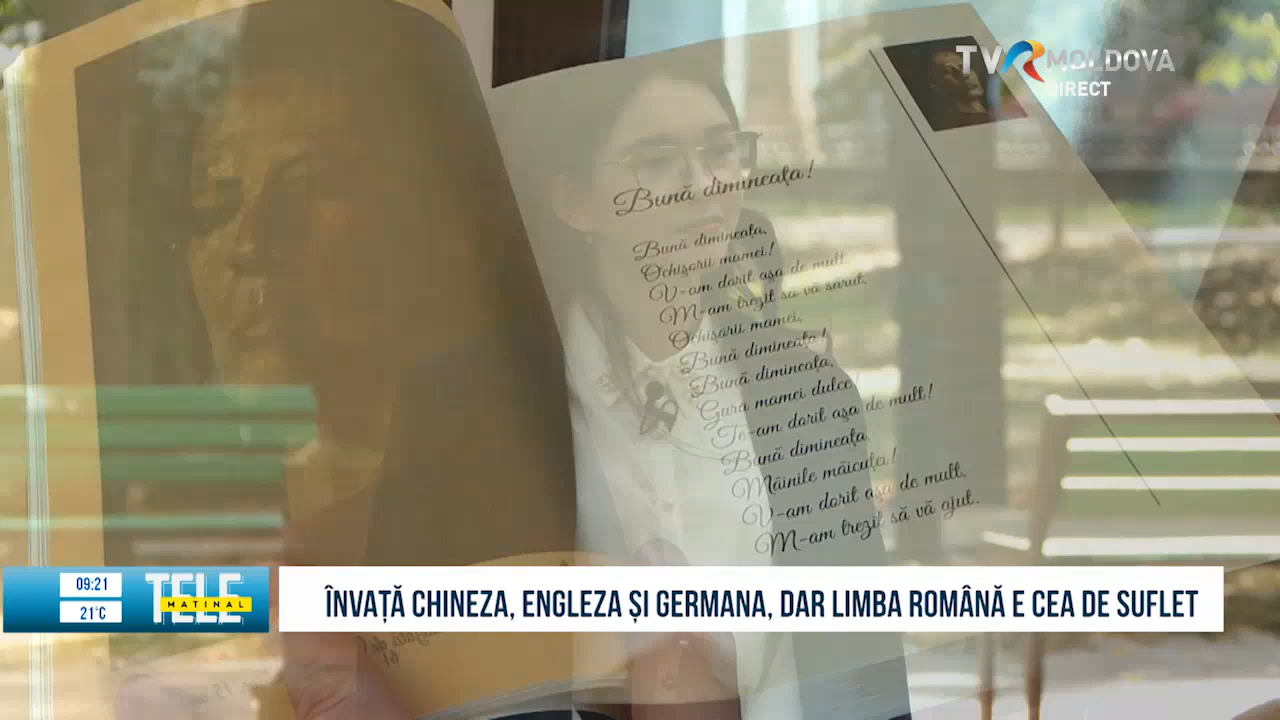 TVR MOLDOVA
DIRECT
Bună dimineața!
Bună dimineața,
Ochișorii mamei!
V-am dorit așa de mult
M-am trezit să vă sărut,
Ochișorii mamei,
Bună dimineața!
Bună dimineața,
Gura mamei dulce!
Te-am dorit așa de mult!
Bună dimineața,
Mâinile măicuței!
V-am dorit așa de mult,
M-am trezit să vă ajut.
61
09:21
21°C
TELE
MATINAL
ÎNVAȚĂ CHINEZA, ENGLEZA ȘI GERMANA, DAR LIMBA ROMÂNĂ E CEA DE SUFLET